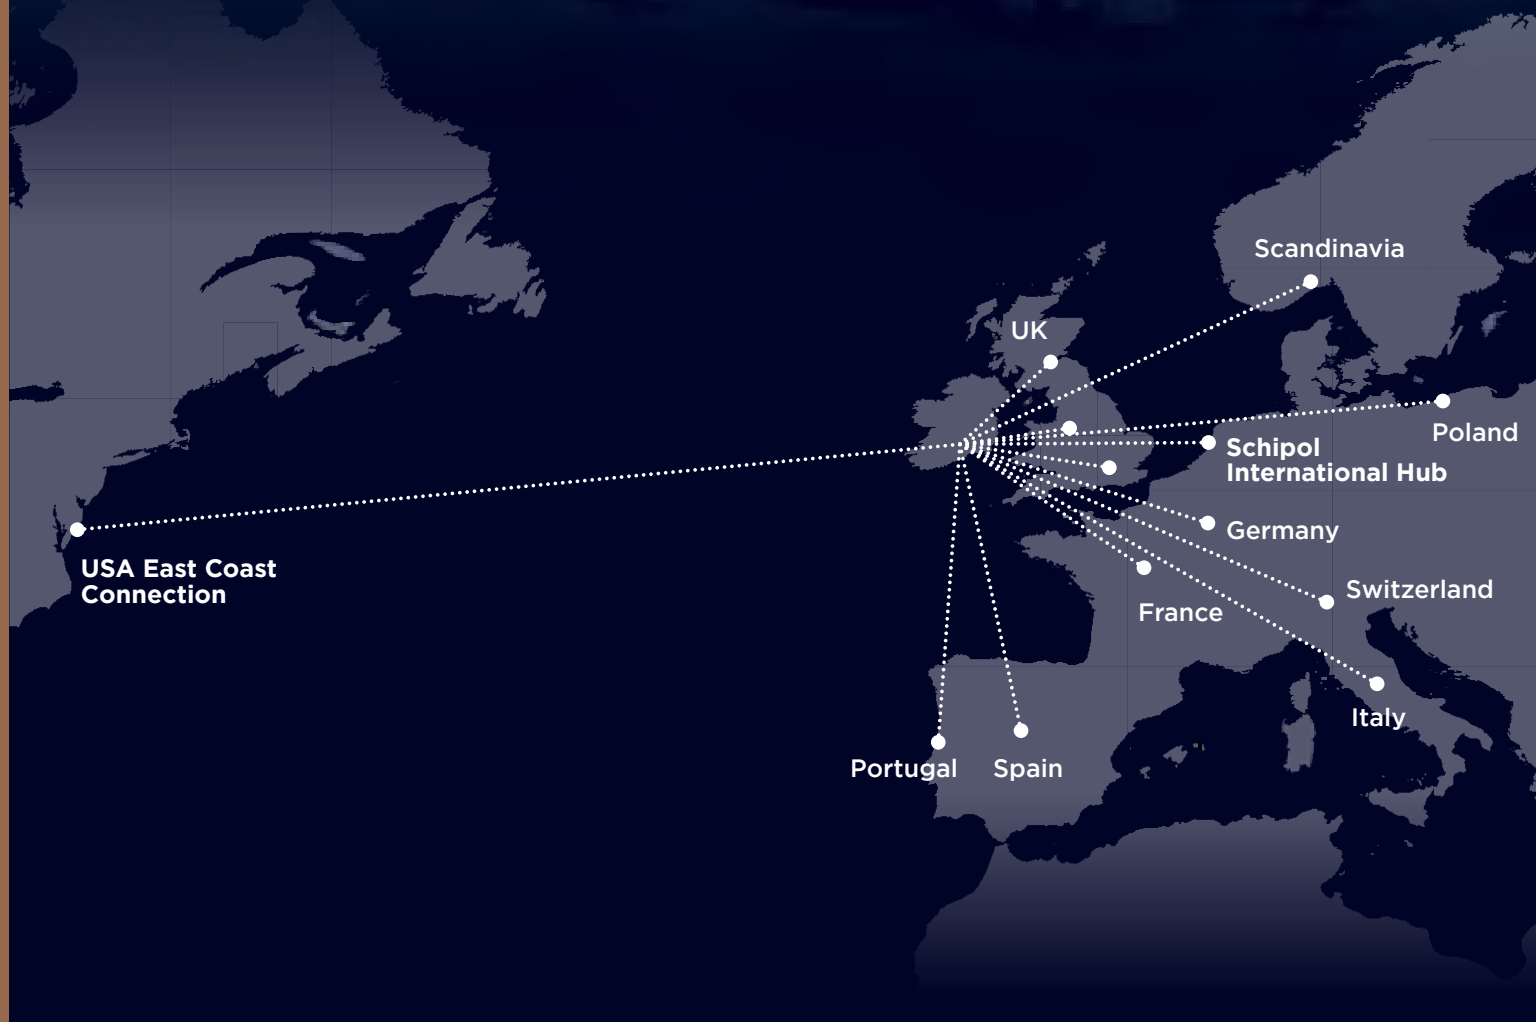 Scandinavia
UK
Poland
Schipol
International Hub
Germany
USA East Coast
Connection
Switzerland
France
Italy
Portugal
Spain